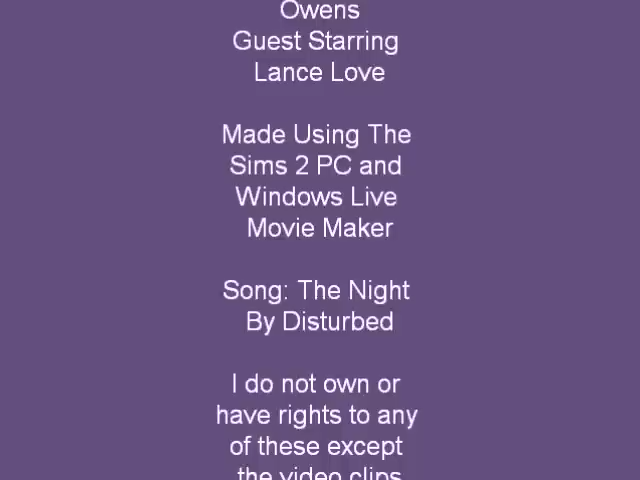 Owens
Guest Starring
Lance Love
Made Using The
Sims 2 PC and
Windows Live
Movie Maker
Song: The Night
By Disturbed
I do not own or
have rights to any
of these except
the video clips